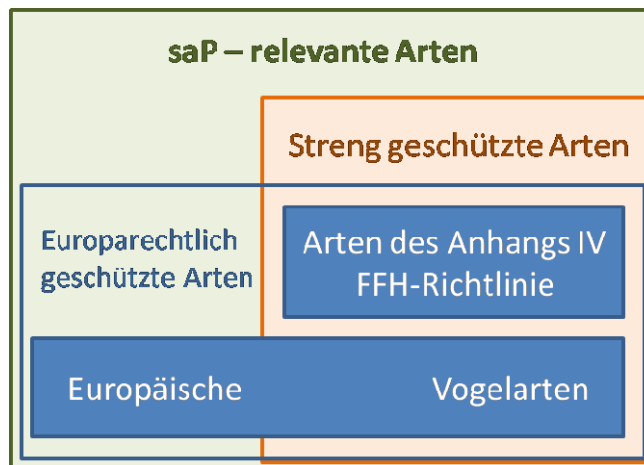 saP – relevante Arten
Streng geschützte Arten
Europarechtlich
geschützte Arten
Arten des Anhangs IV
FFH-Richtlinie
Europäische Vogelarten